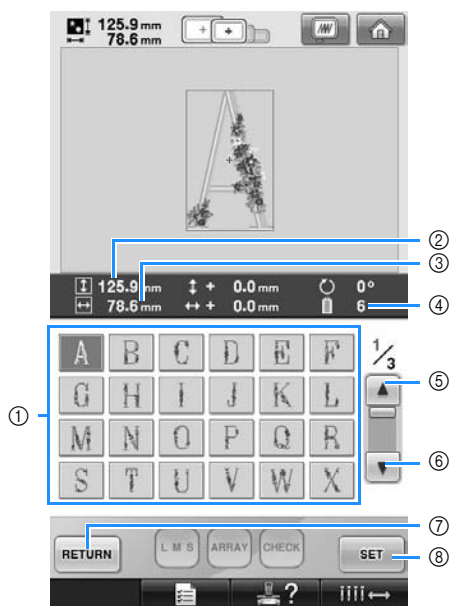 125.9 mm
78.6 mm
A
②
③
125.9 mm + 0.0 mm 0°
78.6 mm + 0.0 mm 6 ④
A B C D E F 1/3
G H I J K L ⑤
①
M N O P Q R
S T U V W X ⑥
⑦
RETURN L M S ARRAY CHECK SET ⑧
?